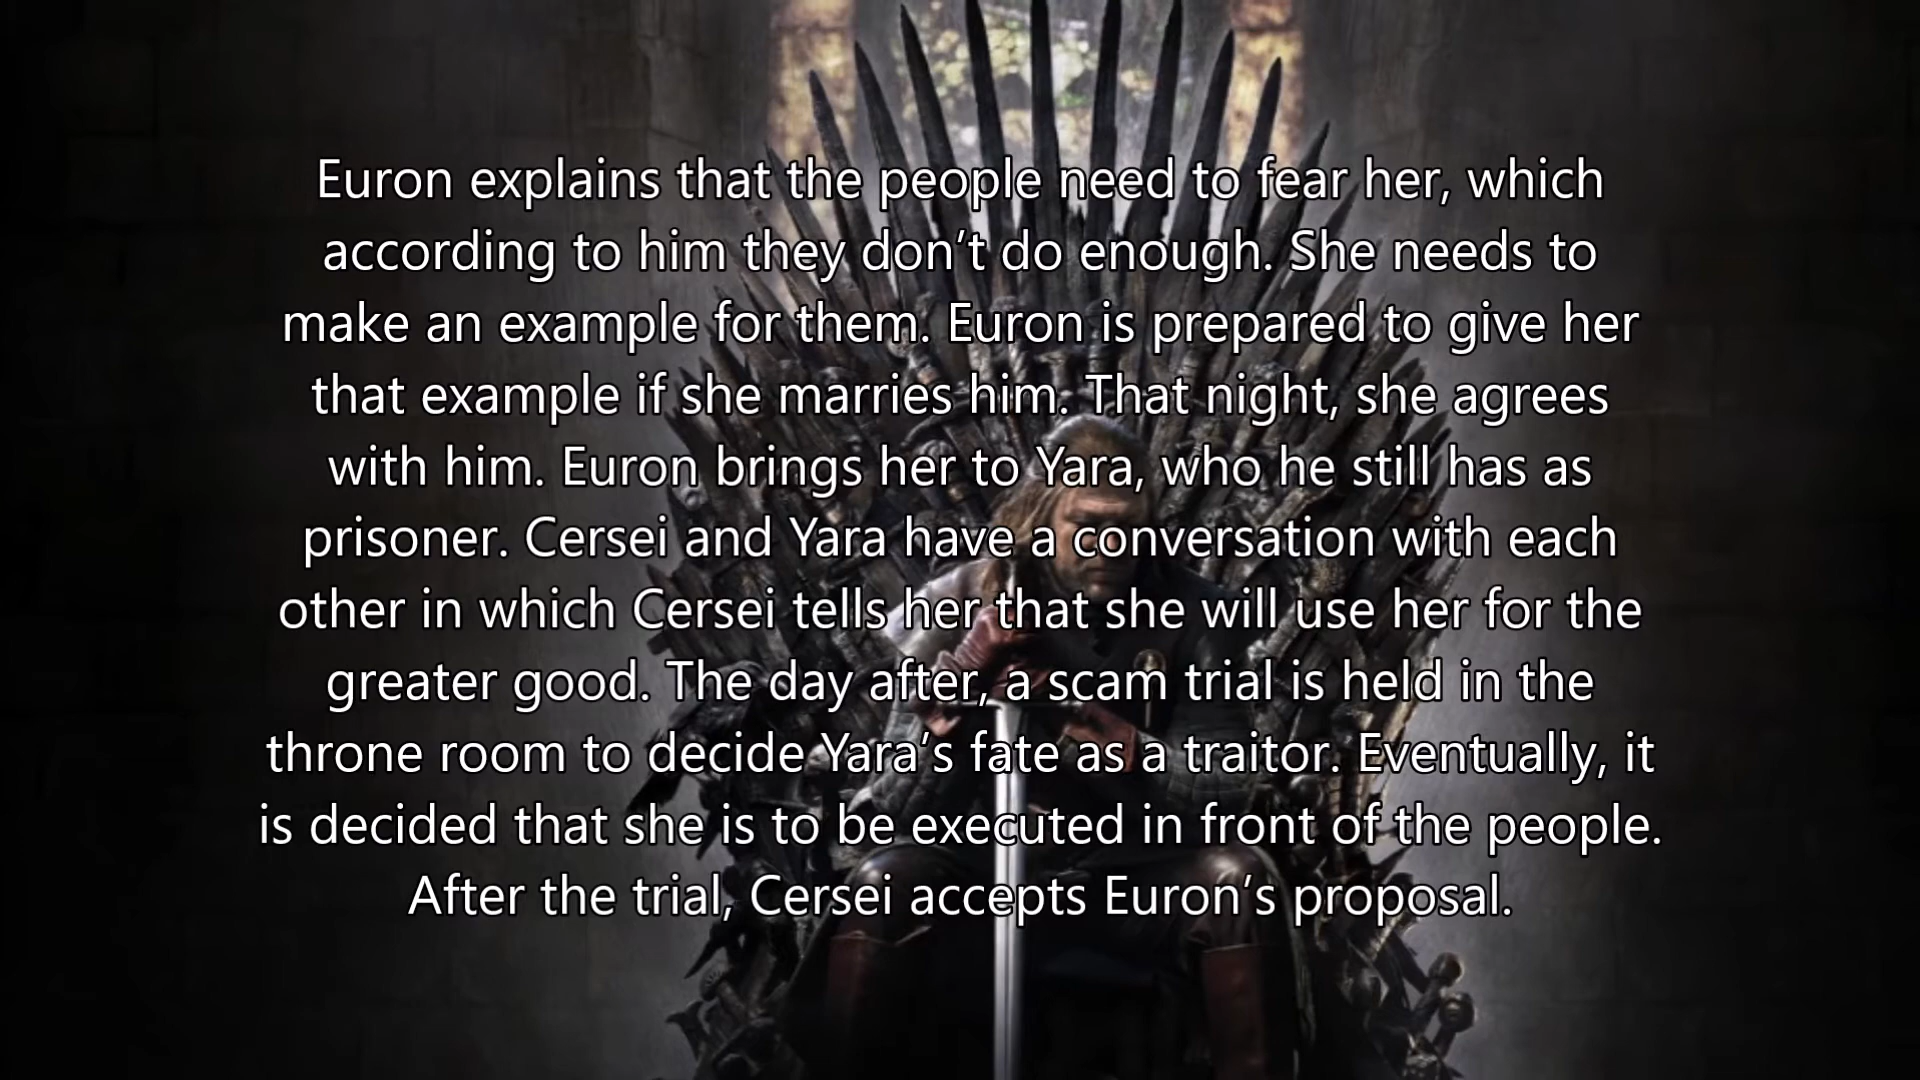 Euron explains that the people need to fear her, which
according to him they don’t do enough. She needs to
make an example for them. Euron is prepared to give her
that example if she marries him. That night, she agrees
with him. Euron brings her to Yara, who he still has as
prisoner. Cersei and Yara have a conversation with each
other in which Cersei tells her that she will use her for the
greater good. The day after, a scam trial is held in the
throne room to decide Yara’s fate as a traitor. Eventually, it
is decided that she is to be executed in front of the people.
After the trial, Cersei accepts Euron’s proposal.